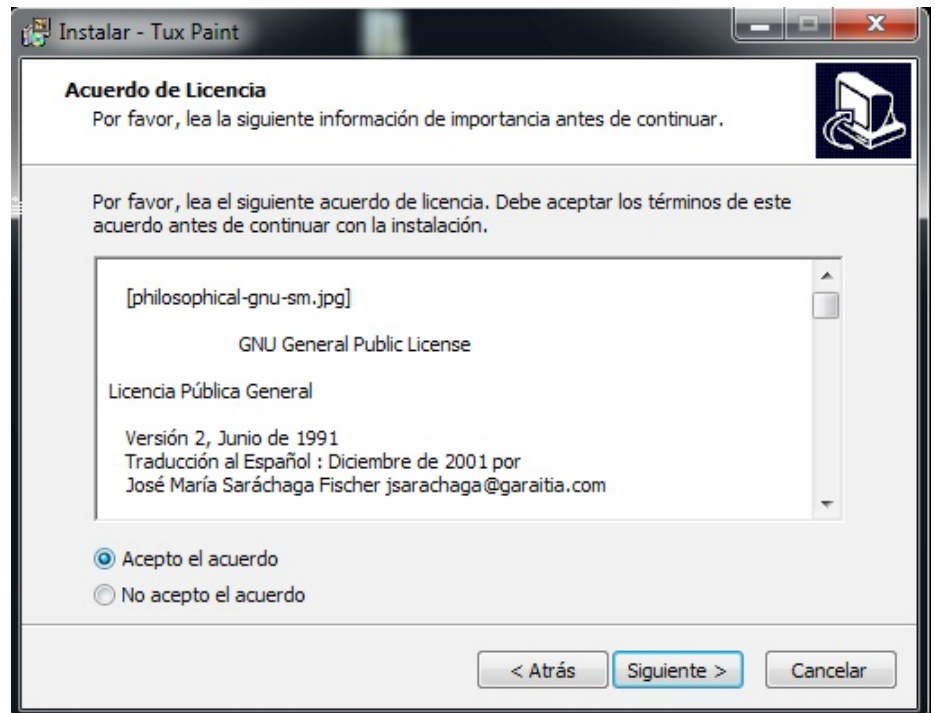 Instalar - Tux Paint
Acuerdo de Licencia
Por favor, lea la siguiente información de importancia antes de continuar.
Por favor, lea el siguiente acuerdo de licencia. Debe aceptar los términos de este
acuerdo antes de continuar con la instalación.
[philosophical-gnu-sm.jpg]
GNU General Public License
Licencia Pública General
Versión 2, Junio de 1991
Traducción al Español : Diciembre de 2001 por
José María Saráchaga Fischer jsarachaga@garaitia.com
Acepto el acuerdo
No acepto el acuerdo
< Atrás Siguiente > Cancelar